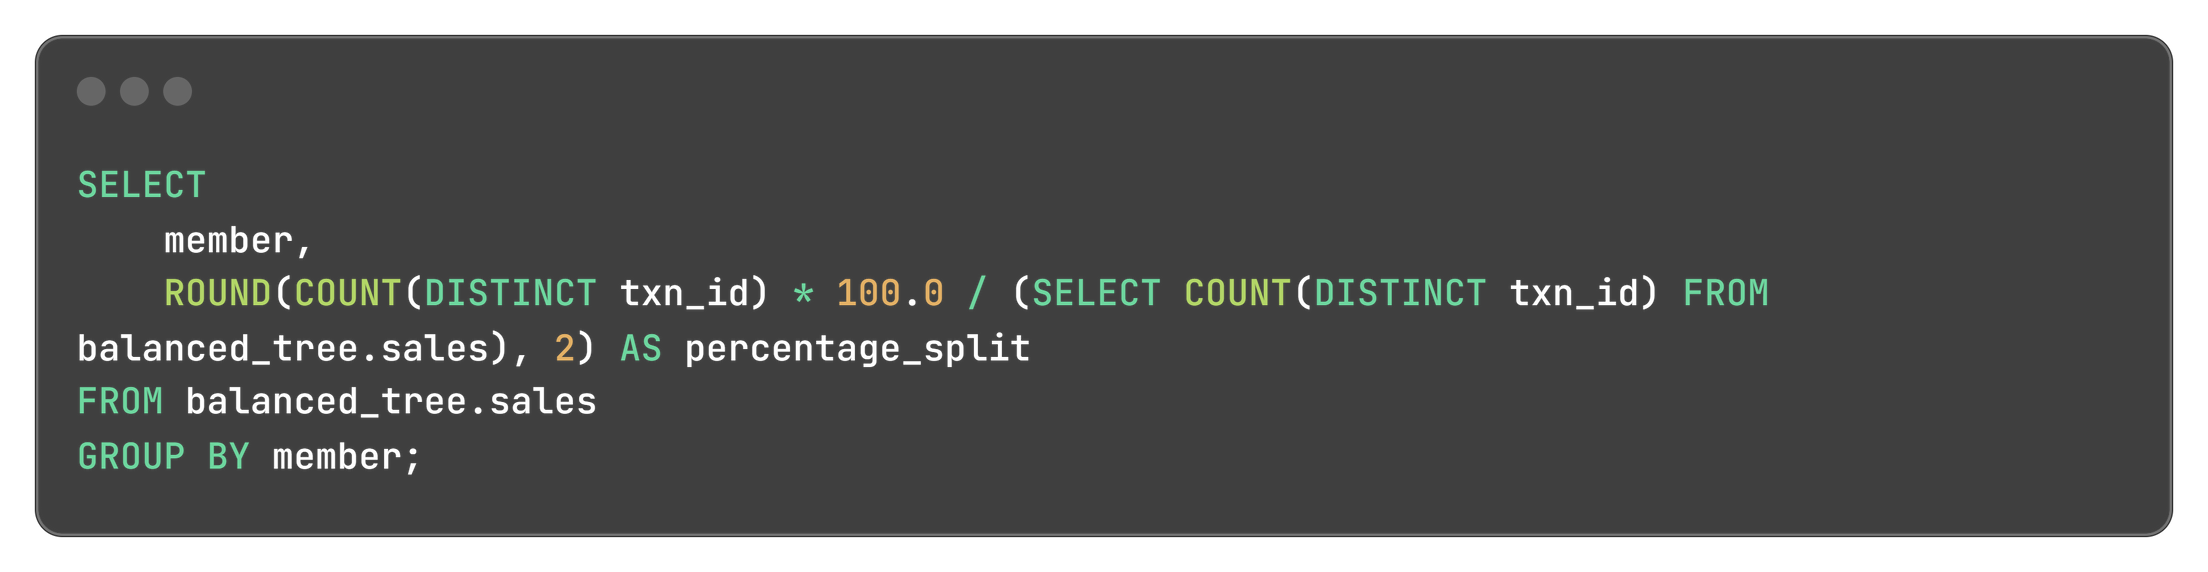 SELECT
    member,
    ROUND(COUNT(DISTINCT txn_id) * 100.0 / (SELECT COUNT(DISTINCT txn_id) FROM
balanced_tree.sales), 2) AS percentage_split
FROM balanced_tree.sales
GROUP BY member;